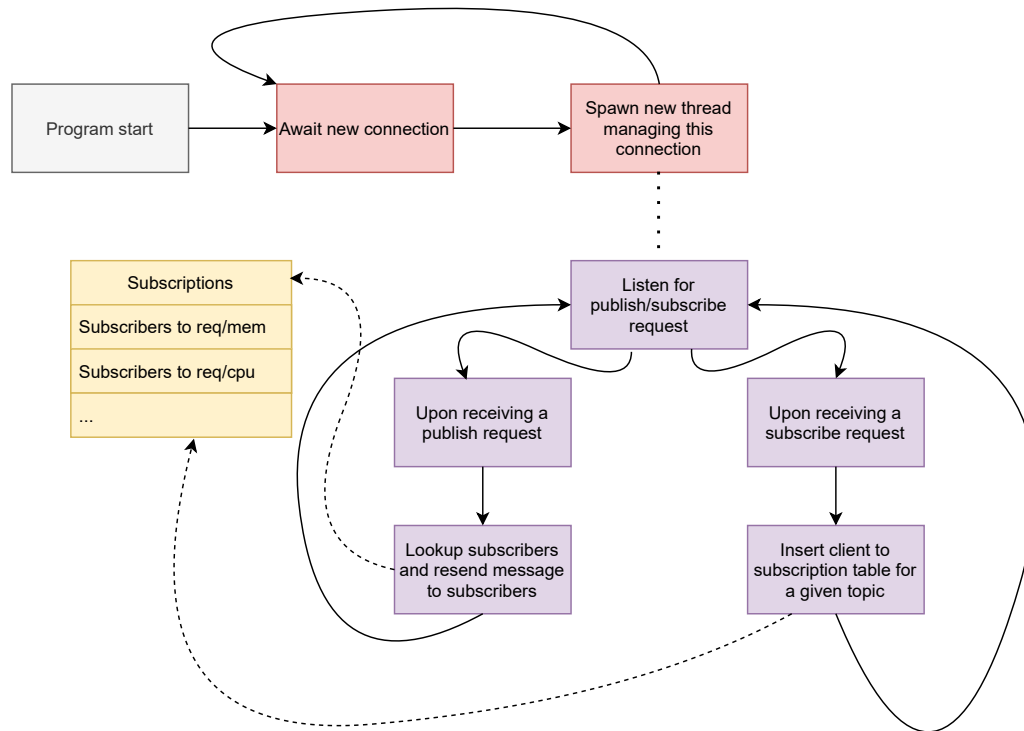 Program start
Await new connection
Spawn new thread
managing this
connection
Subscriptions
Subscribers to req/mem
Subscribers to req/cpu
...
Listen for
publish/subscribe
request
Upon receiving a
publish request
Upon receiving a
subscribe request
Lookup subscribers
and resend message
to subscribers
Insert client to
subscription table for
a given topic